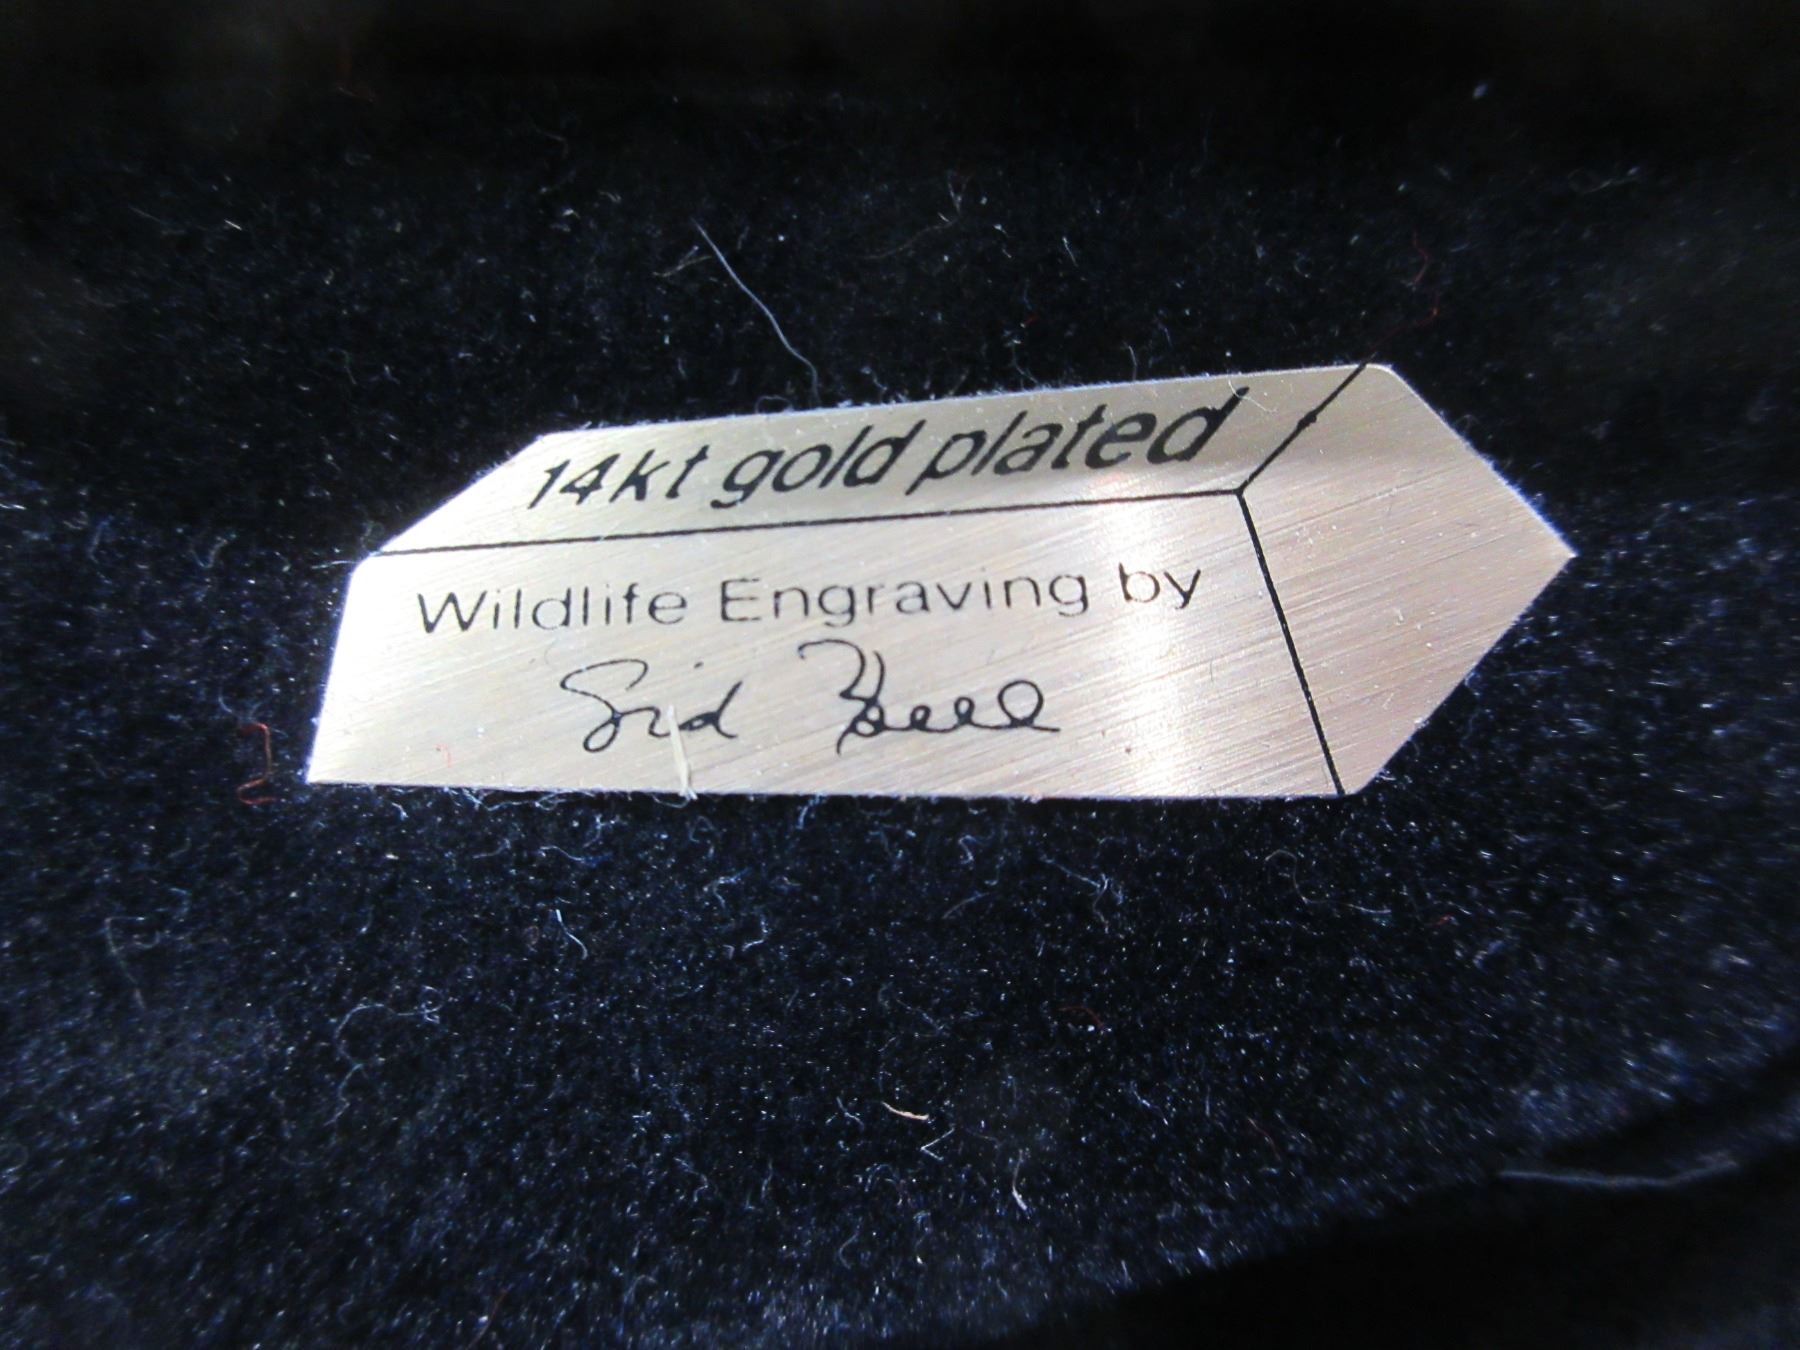 14kt gold plated
Wildlife Engraving by
Sid Bell